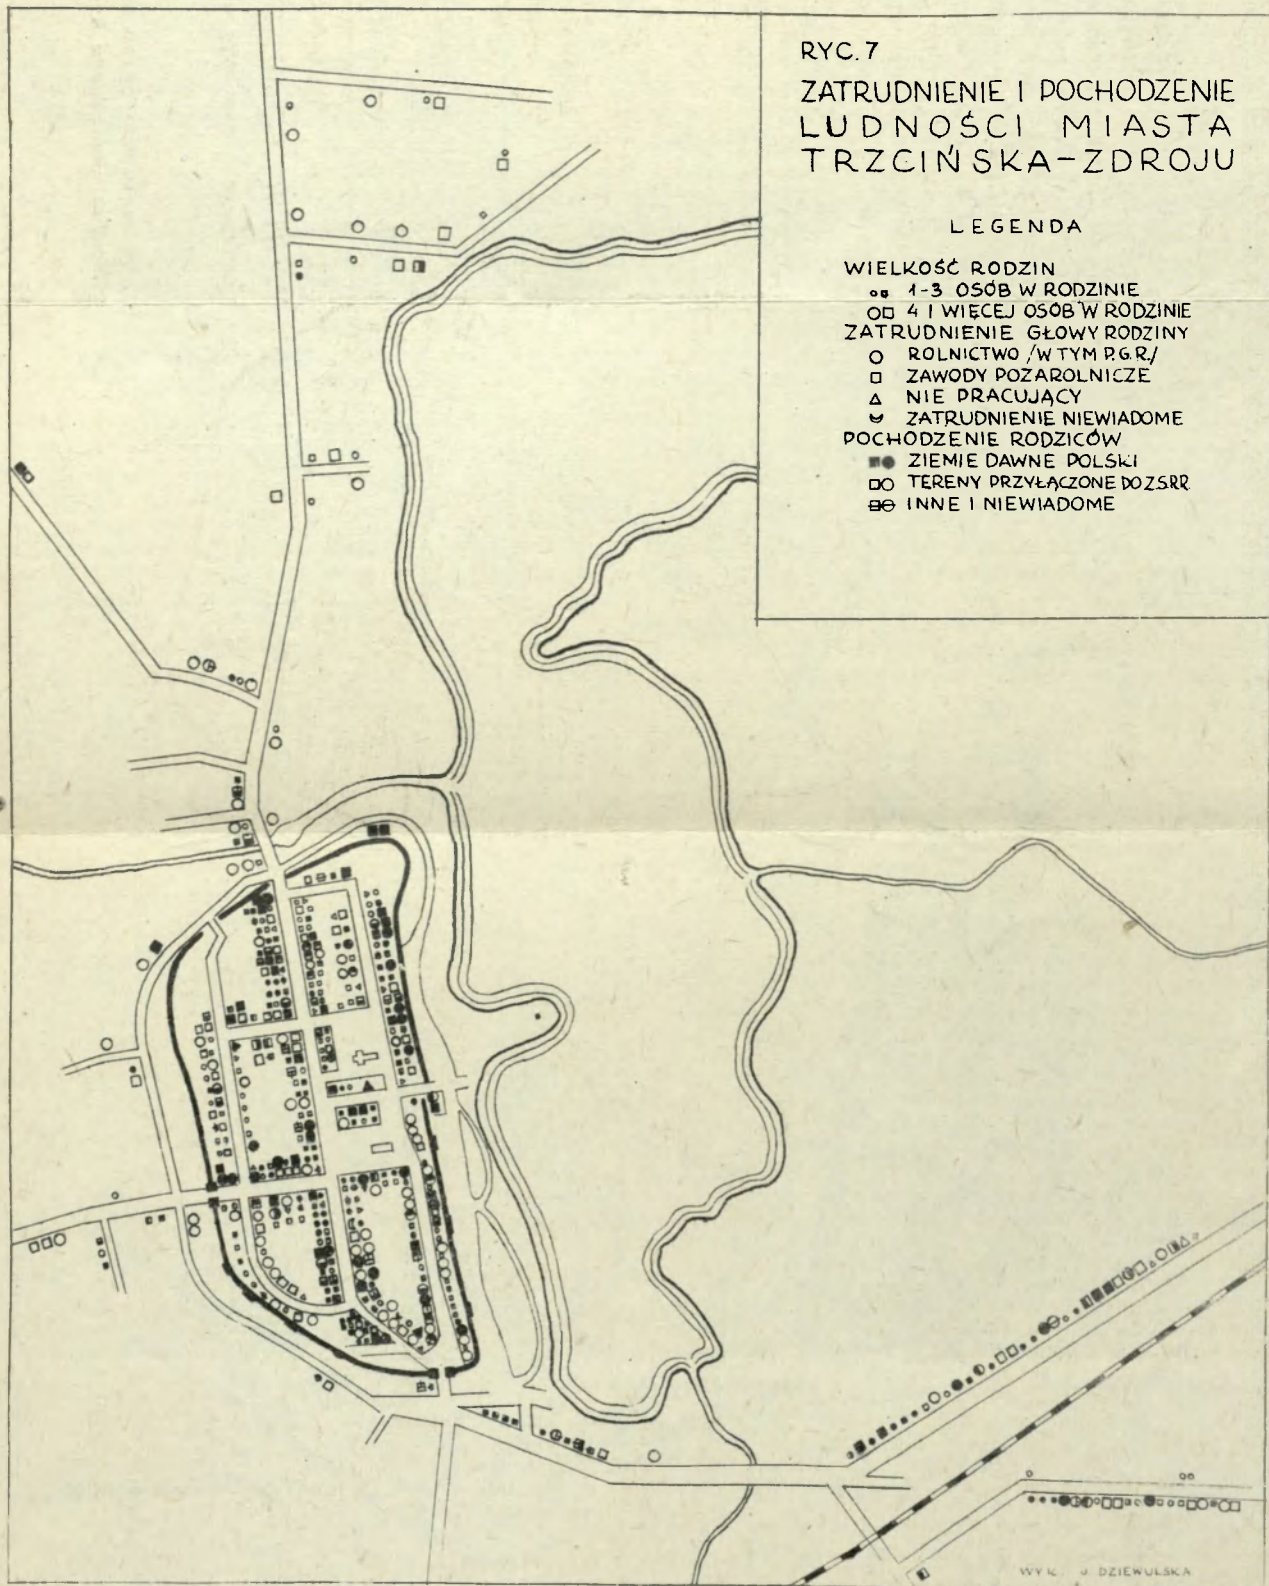 RYC. 7
ZATRUDNIENIE I POCHODZENIE
LUDNOŚCI MIASTA
TRZCIŃSKA-ZDROJU
LEGENDA
WIELKOŚĆ RODZIN
1-3 OSÓB W RODZINIE
4 I WIĘCEJ OSÓB W RODZINIE
ZATRUDNIENIE GŁOWY RODZINY
ROLNICTWO /W TYM P.G.R./
ZAWODY POZAROLNICZE
NIE PRACUJĄCY
ZATRUDNIENIE NIEWIADOME
POCHODZENIE RODZICÓW
ZIEMIE DAWNE POLSKI
TERENY PRZYŁĄCZONE DO ZSRR
INNE I NIEWIADOME
WYK. J DZIEWULSKA